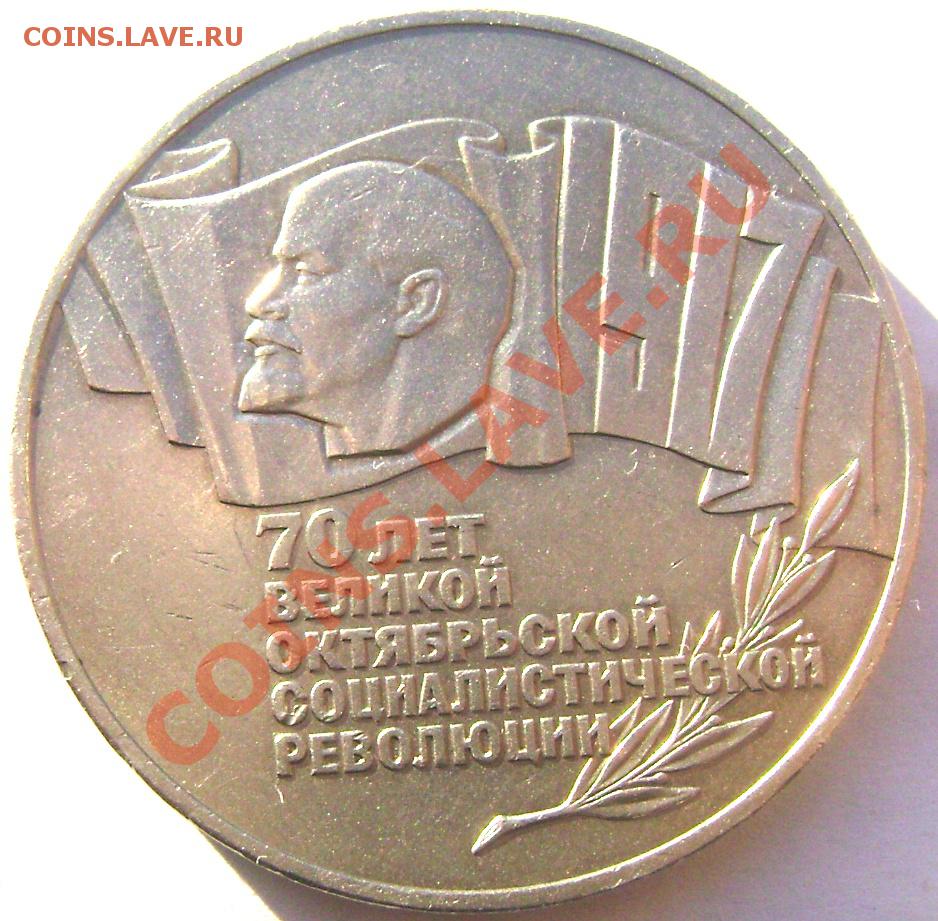 COINS.LAVE.RU
1917
70 ЛЕТ
ВЕЛИКОЙ
ОКТЯБРЬСКОЙ
СОЦИАЛИСТИЧЕСКОЙ
РЕВОЛЮЦИИ
COINS.LAVE.RU